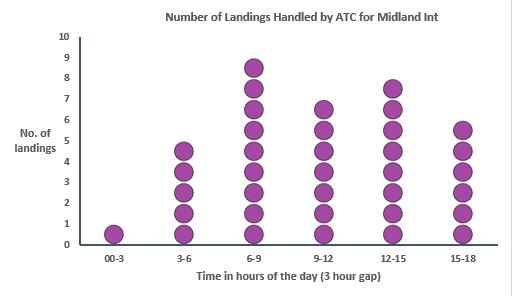 Number of Landings Handled by ATC for Midland Int
10
9
8
7
6
5
4
3
2
1
0
No. of
landings
00-3 3-6 6-9 9-12 12-15 15-18
Time in hours of the day (3 hour gap)